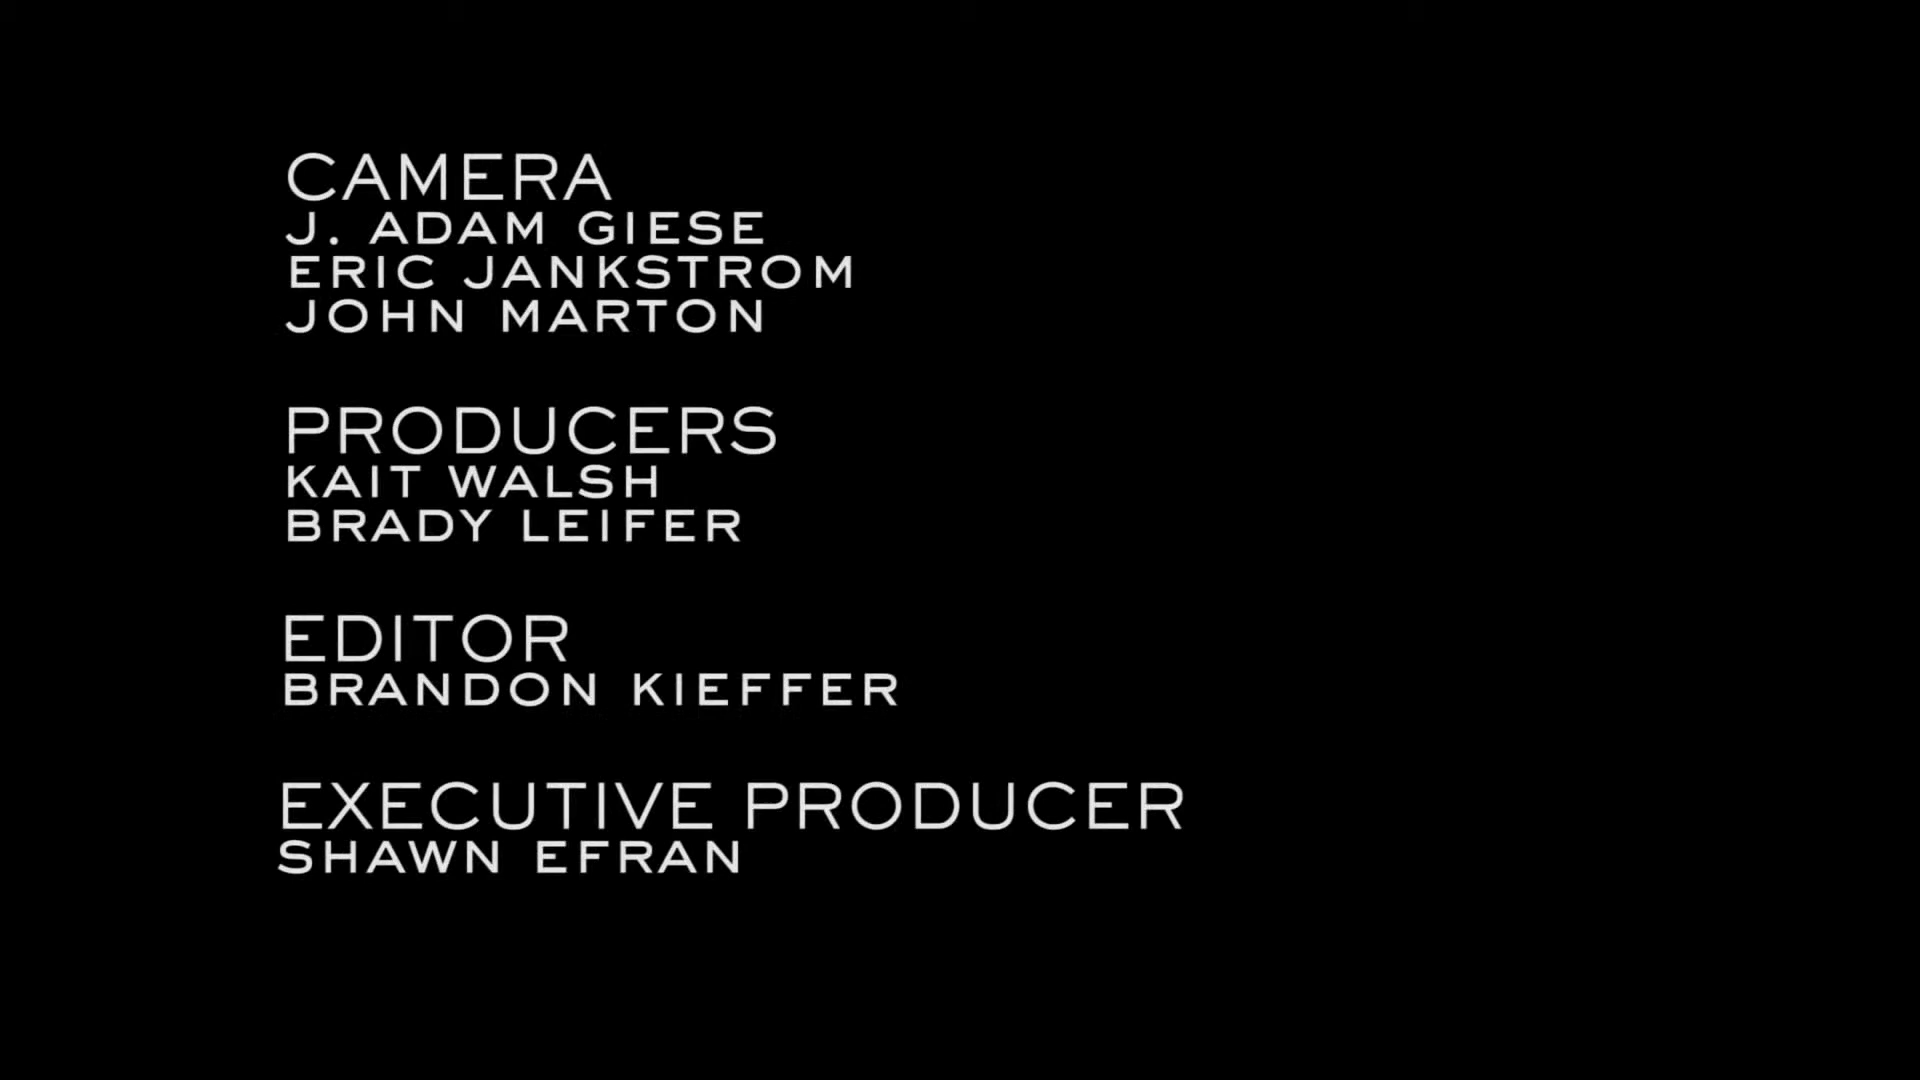 CAMERA
J. ADAM GIESE
ERIC JANKSTROM
JOHN MARTON
PRODUCERS
KAIT WALSH
BRADY LEIFER
EDITOR
BRANDON KIEFFER
EXECUTIVE PRODUCER
SHAWN EFRAN